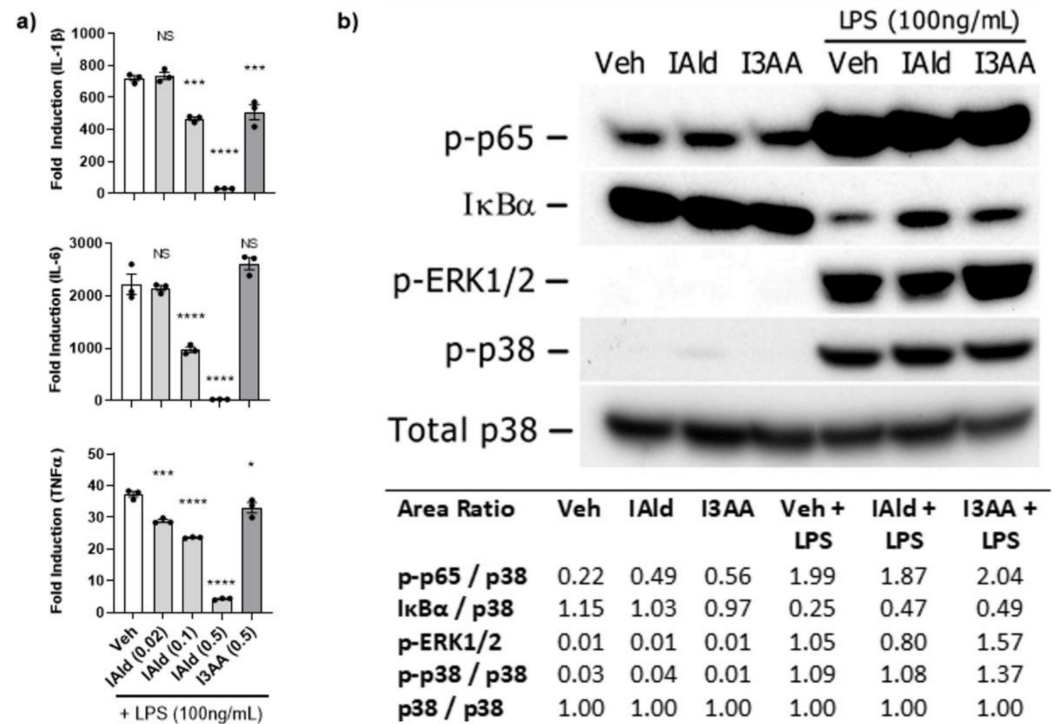 a)
Fold Induction (IL-1β)
1000
800
600
400
200
0
NS
***
****
***
Fold Induction (IL-6)
3000
2000
1000
0
NS
****
****
NS
Fold Induction (TNFα)
50
40
30
20
10
0
***
****
****
*
Veh
IAld (0.02)
IAld (0.1)
IAld (0.5)
I3AA (0.5)
+ LPS (100ng/mL)
b)
LPS (100ng/mL)
Veh IAld I3AA Veh IAld I3AA
p-p65
IκBα
p-ERK1/2
p-p38
Total p38
Area Ratio Veh IAld I3AA Veh + LPS IAld + LPS I3AA + LPS
p-p65 / p38 0.22 0.49 0.56 1.99 1.87 2.04
IκBα / p38 1.15 1.03 0.97 0.25 0.47 0.49
p-ERK1/2 0.01 0.01 0.01 1.05 0.80 1.57
p-p38 / p38 0.03 0.04 0.01 1.09 1.08 1.37
p38 / p38 1.00 1.00 1.00 1.00 1.00 1.00